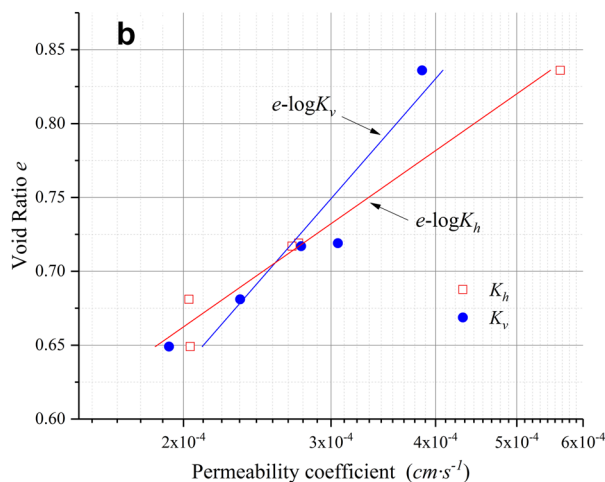 b
0.85
0.80
0.75
0.70
0.65
0.60
Void Ratio e
e-logKv
e-logKh
Kh
Kv
2x10-4
3x10-4
4x10-4
5x10-4
6x10-4
Permeability coefficient (cm·s-1)